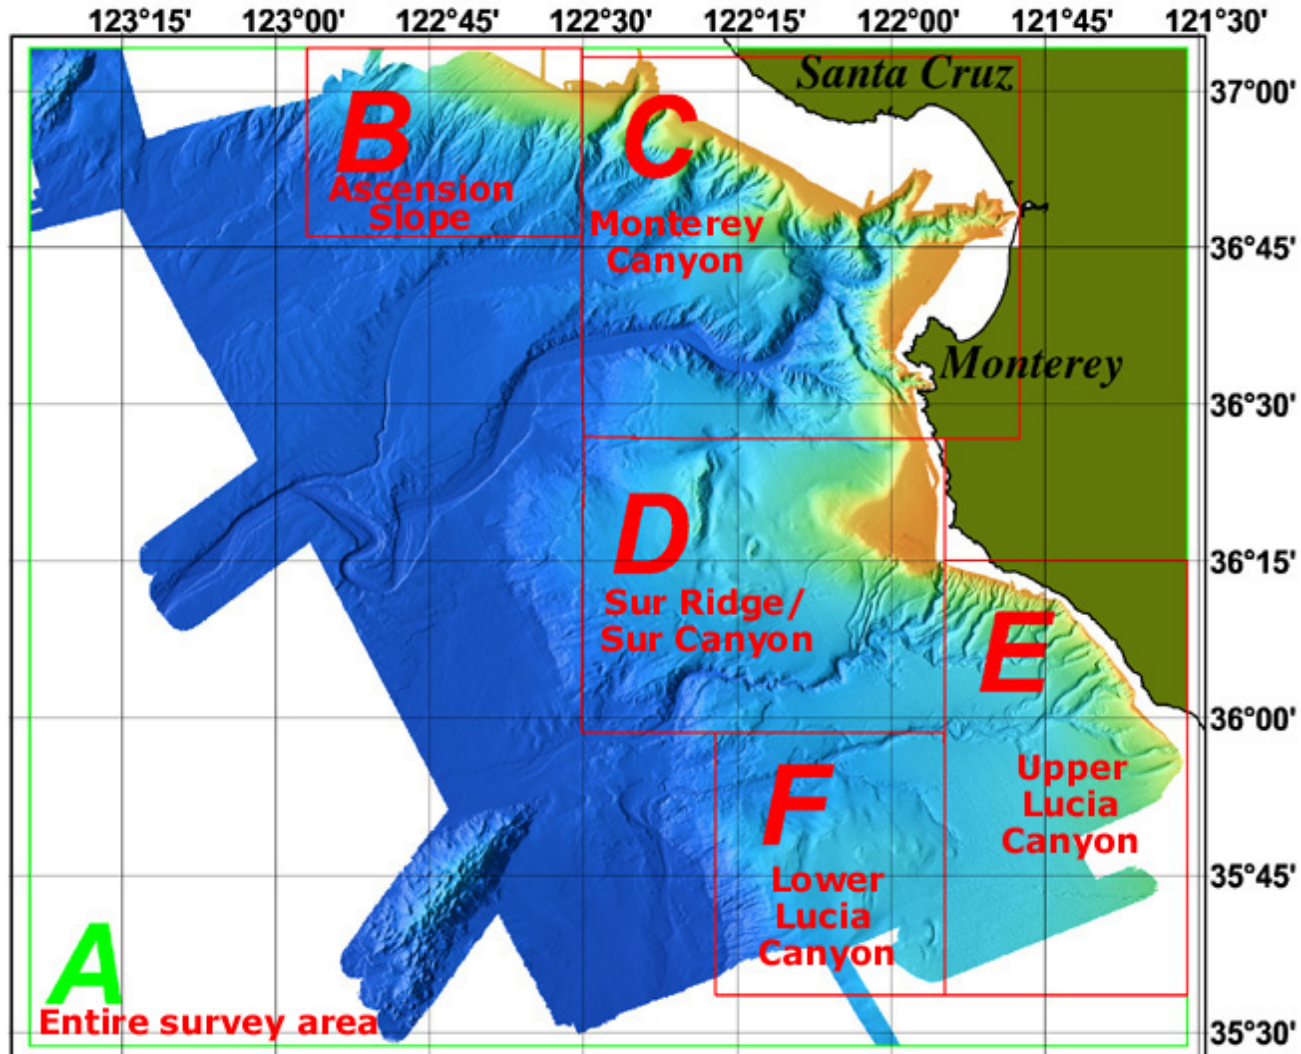 123°15' 123°00' 122°45' 122°30' 122°15' 122°00' 121°45' 121°30'
Santa Cruz
37°00'
B
C
Ascension
Slope
Monterey
Canyon
36°45'
Monterey
36°30'
D
36°15'
Sur Ridge/
Sur Canyon
E
36°00'
F
Upper
Lucia
Canyon
35°45'
Lower
Lucia
Canyon
A
Entire survey area
35°30'